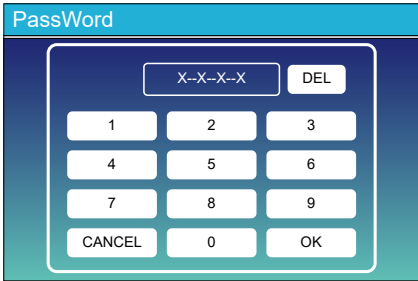 PassWord
X--X--X--X DEL
1 2 3
4 5 6
7 8 9
CANCEL 0 OK